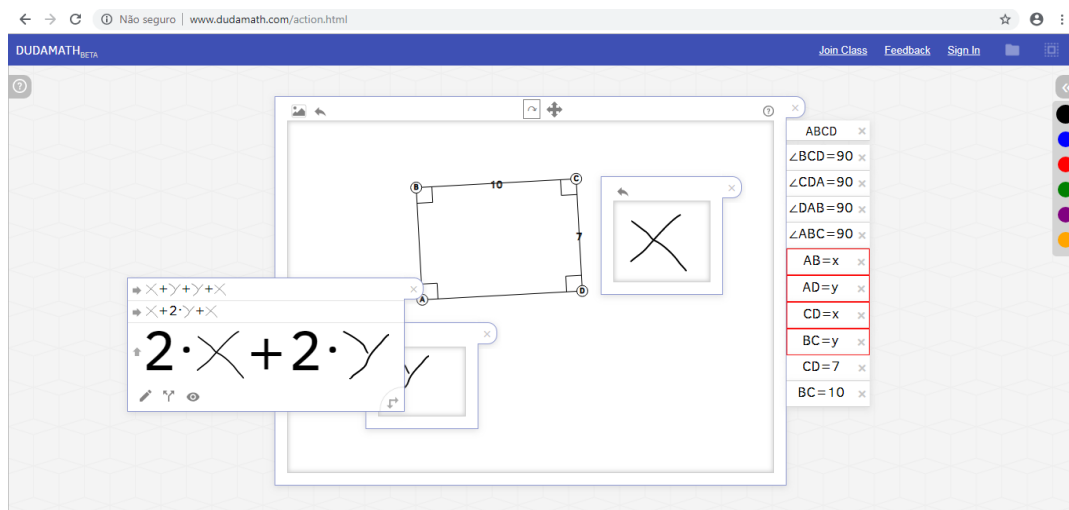 Não seguro | www.dudamath.com/action.html
DUDAMATH BETA
Join Class Feedback Sign In
ABCD
∠BCD=90
∠CDA=90
∠DAB=90
∠ABC=90
AB=x
AD=y
CD=x
BC=y
CD=7
BC=10
B 10 C
7
A D
X
x+y+y+x
x+2·y+x
2·x+2·y
y